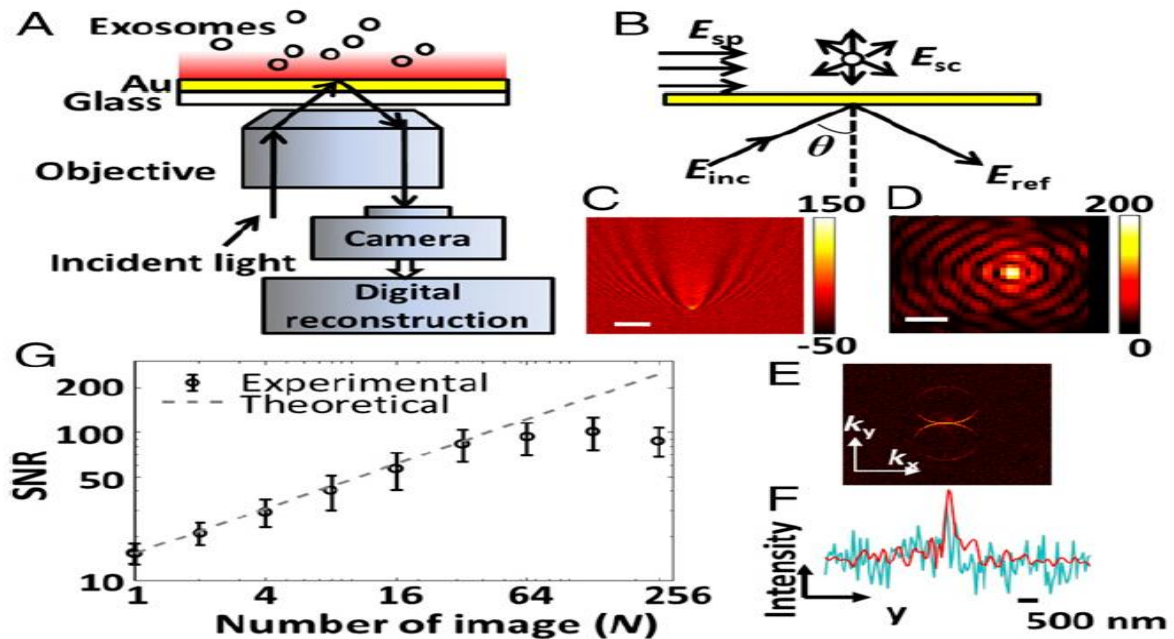 A
Exosomes
Au
Glass
Objective
Incident light
Camera
Digital
reconstruction
B
E_sp
E_sc
θ
E_inc
E_ref
C
150
-50
D
200
0
E
k_y
k_x
F
Intensity
y
500 nm
G
Experimental
Theoretical
SNR
200
100
50
10
1 4 16 64 256
Number of image (N)